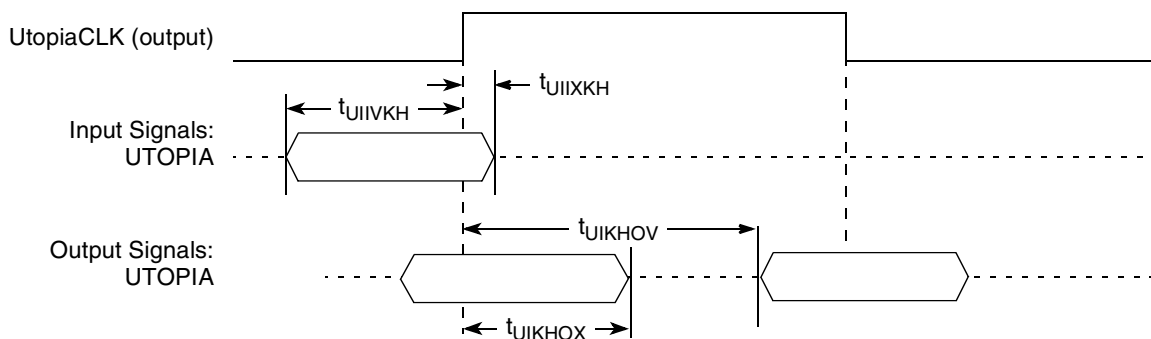 UtopiaCLK (output)
tUIIXKH
tUIIVKH
Input Signals:
UTOPIA
tUIKHOV
Output Signals:
UTOPIA
tUIKHOX